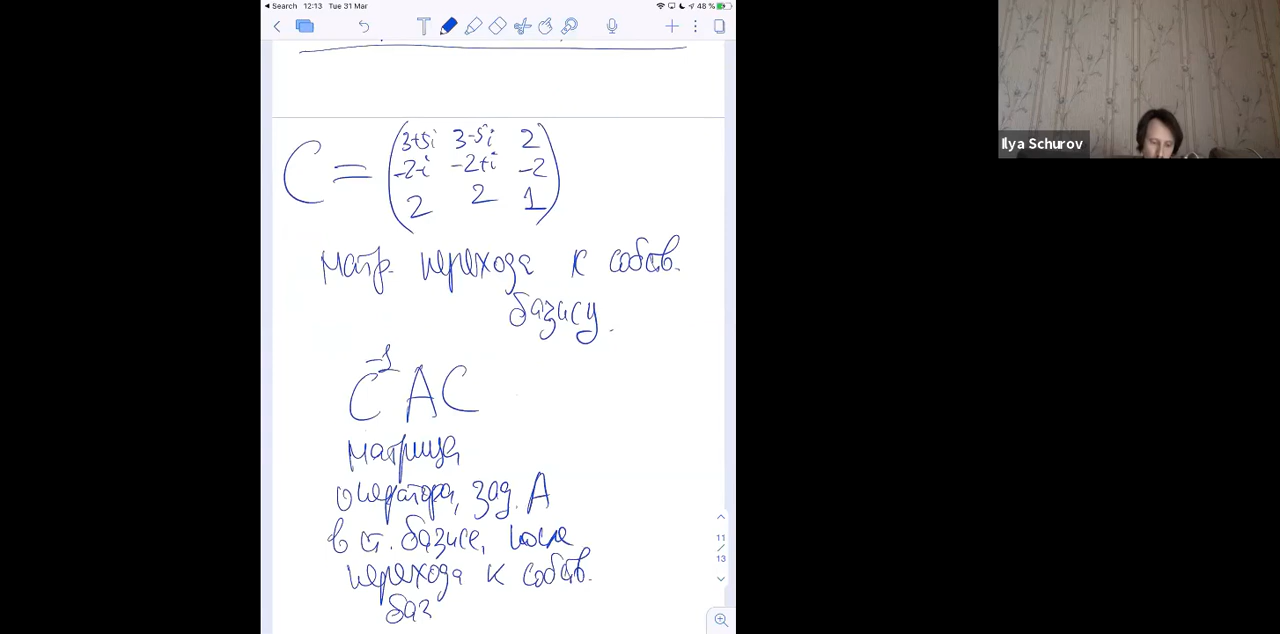 Search 12:13 Tue 31 Mar 48 %
T
C = (3+5i 3-5i 2
-2-i -2+i -2
2 2 1)
матр. перехода к собств.
базису.
C⁻¹AC
матрица
оператора, зад. A
в ст. базисе, после
перехода к собств.
баз
11
/
13
Ilya Schurov